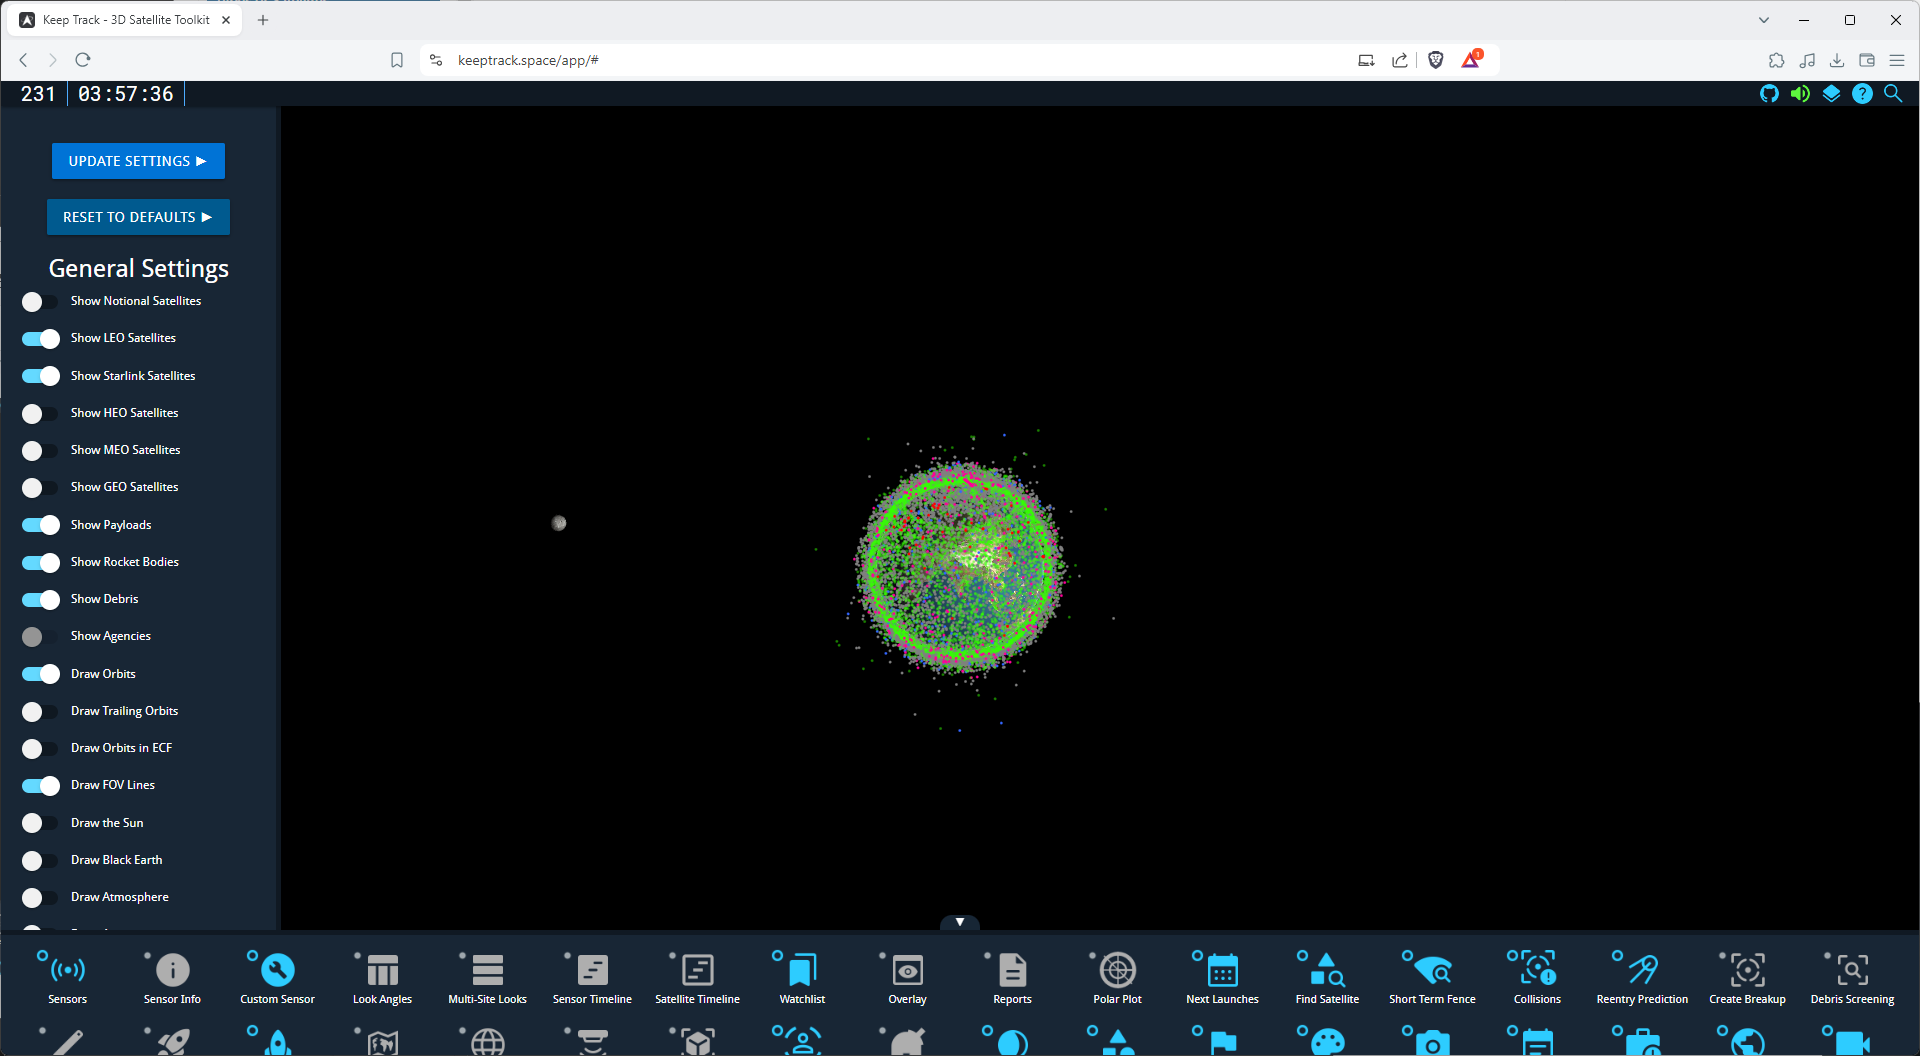 Keep Track - 3D Satellite Toolkit
keeptrack.space/app/#
1
231 03:57:36
UPDATE SETTINGS ▶
RESET TO DEFAULTS ▶
General Settings
Show Notional Satellites
Show LEO Satellites
Show Starlink Satellites
Show HEO Satellites
Show MEO Satellites
Show GEO Satellites
Show Payloads
Show Rocket Bodies
Show Debris
Show Agencies
Draw Orbits
Draw Trailing Orbits
Draw Orbits in ECF
Draw FOV Lines
Draw the Sun
Draw Black Earth
Draw Atmosphere
Sensors
Sensor Info
Custom Sensor
Look Angles
Multi-Site Looks
Sensor Timeline
Satellite Timeline
Watchlist
Overlay
Reports
Polar Plot
Next Launches
Find Satellite
Short Term Fence
Collisions
Reentry Prediction
Create Breakup
Debris Screening